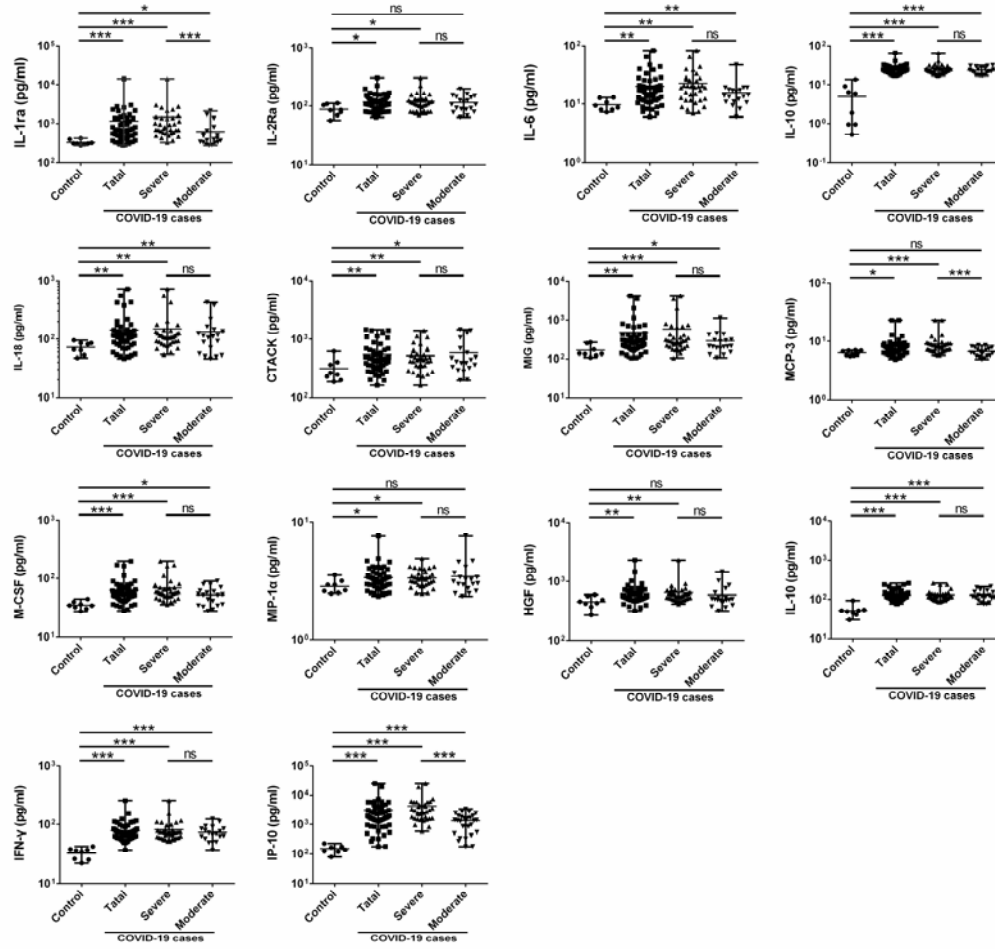 *
***
***
***
IL-1ra (pg/ml)
10⁵
10⁴
10³
10²
Control
Tatal
Severe
Moderate
COVID-19 cases
ns
*
*
ns
IL-2Ra (pg/ml)
10³
10²
10¹
Control
Tatal
Severe
Moderate
COVID-19 cases
**
**
**
ns
IL-6 (pg/ml)
10²
10¹
10⁰
Control
Tatal
Severe
Moderate
COVID-19 cases
***
***
***
ns
IL-10 (pg/ml)
10²
10¹
10⁰
10⁻¹
Control
Tatal
Severe
Moderate
COVID-19 cases
**
**
**
ns
IL-18 (pg/ml)
10³
10²
10¹
Control
Tatal
Severe
Moderate
COVID-19 cases
*
**
**
ns
CTACK (pg/ml)
10⁴
10³
10²
Control
Tatal
Severe
Moderate
COVID-19 cases
*
***
**
ns
MIG (pg/ml)
10⁵
10⁴
10³
10²
10¹
Control
Tatal
Severe
Moderate
COVID-19 cases
ns
***
*
***
MCP-3 (pg/ml)
10²
10¹
10⁰
Control
Tatal
Severe
Moderate
COVID-19 cases
*
***
***
ns
M-CSF (pg/ml)
10³
10²
10¹
Control
Tatal
Severe
Moderate
COVID-19 cases
ns
*
*
ns
MIP-1α (pg/ml)
10¹
10⁰
Control
Tatal
Severe
Moderate
COVID-19 cases
ns
**
**
ns
HGF (pg/ml)
10⁴
10³
10²
Control
Tatal
Severe
Moderate
COVID-19 cases
***
***
***
ns
IL-10 (pg/ml)
10⁴
10³
10²
10¹
Control
Tatal
Severe
Moderate
COVID-19 cases
***
***
***
ns
IFN-γ (pg/ml)
10³
10²
10¹
Control
Tatal
Severe
Moderate
COVID-19 cases
***
***
***
***
IP-10 (pg/ml)
10⁵
10⁴
10³
10²
10¹
Control
Tatal
Severe
Moderate
COVID-19 cases